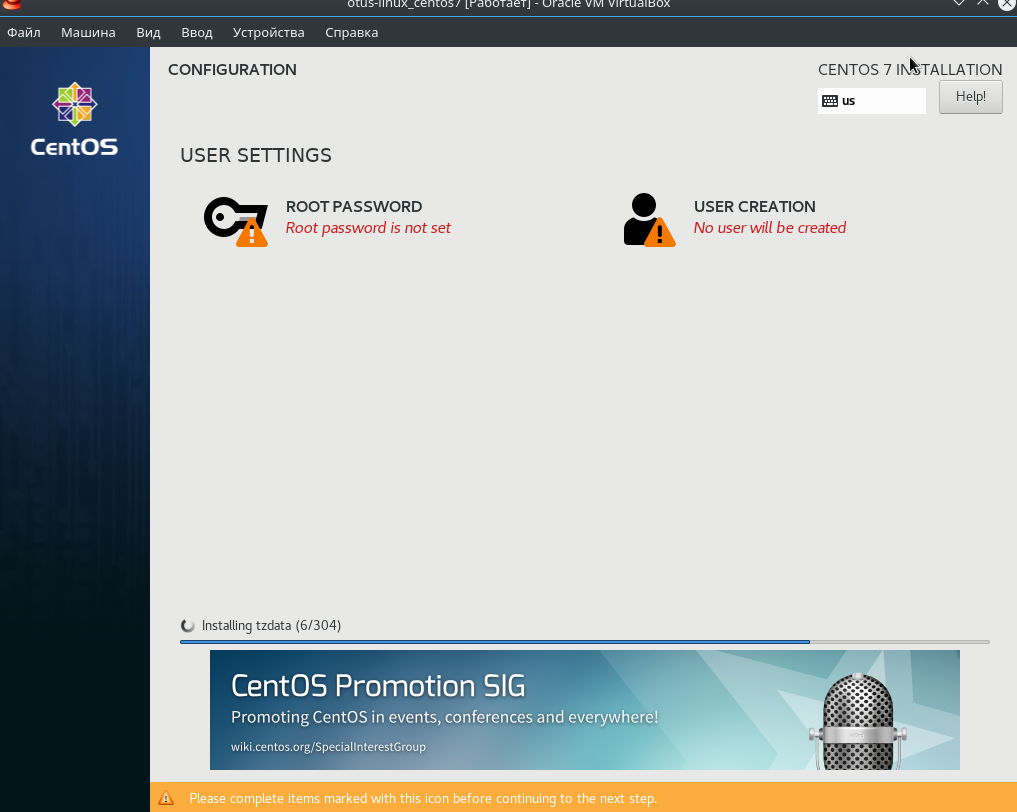 otus-linux_centos7 [Работает] - Oracle VM VirtualBox
Файл Машина Вид Ввод Устройства Справка
CONFIGURATION
CENTOS 7 INSTALLATION
us
Help!
CentOS
USER SETTINGS
ROOT PASSWORD
Root password is not set
USER CREATION
No user will be created
Installing tzdata (6/304)
CentOS Promotion SIG
Promoting CentOS in events, conferences and everywhere!
wiki.centos.org/SpecialInterestGroup
Please complete items marked with this icon before continuing to the next step.